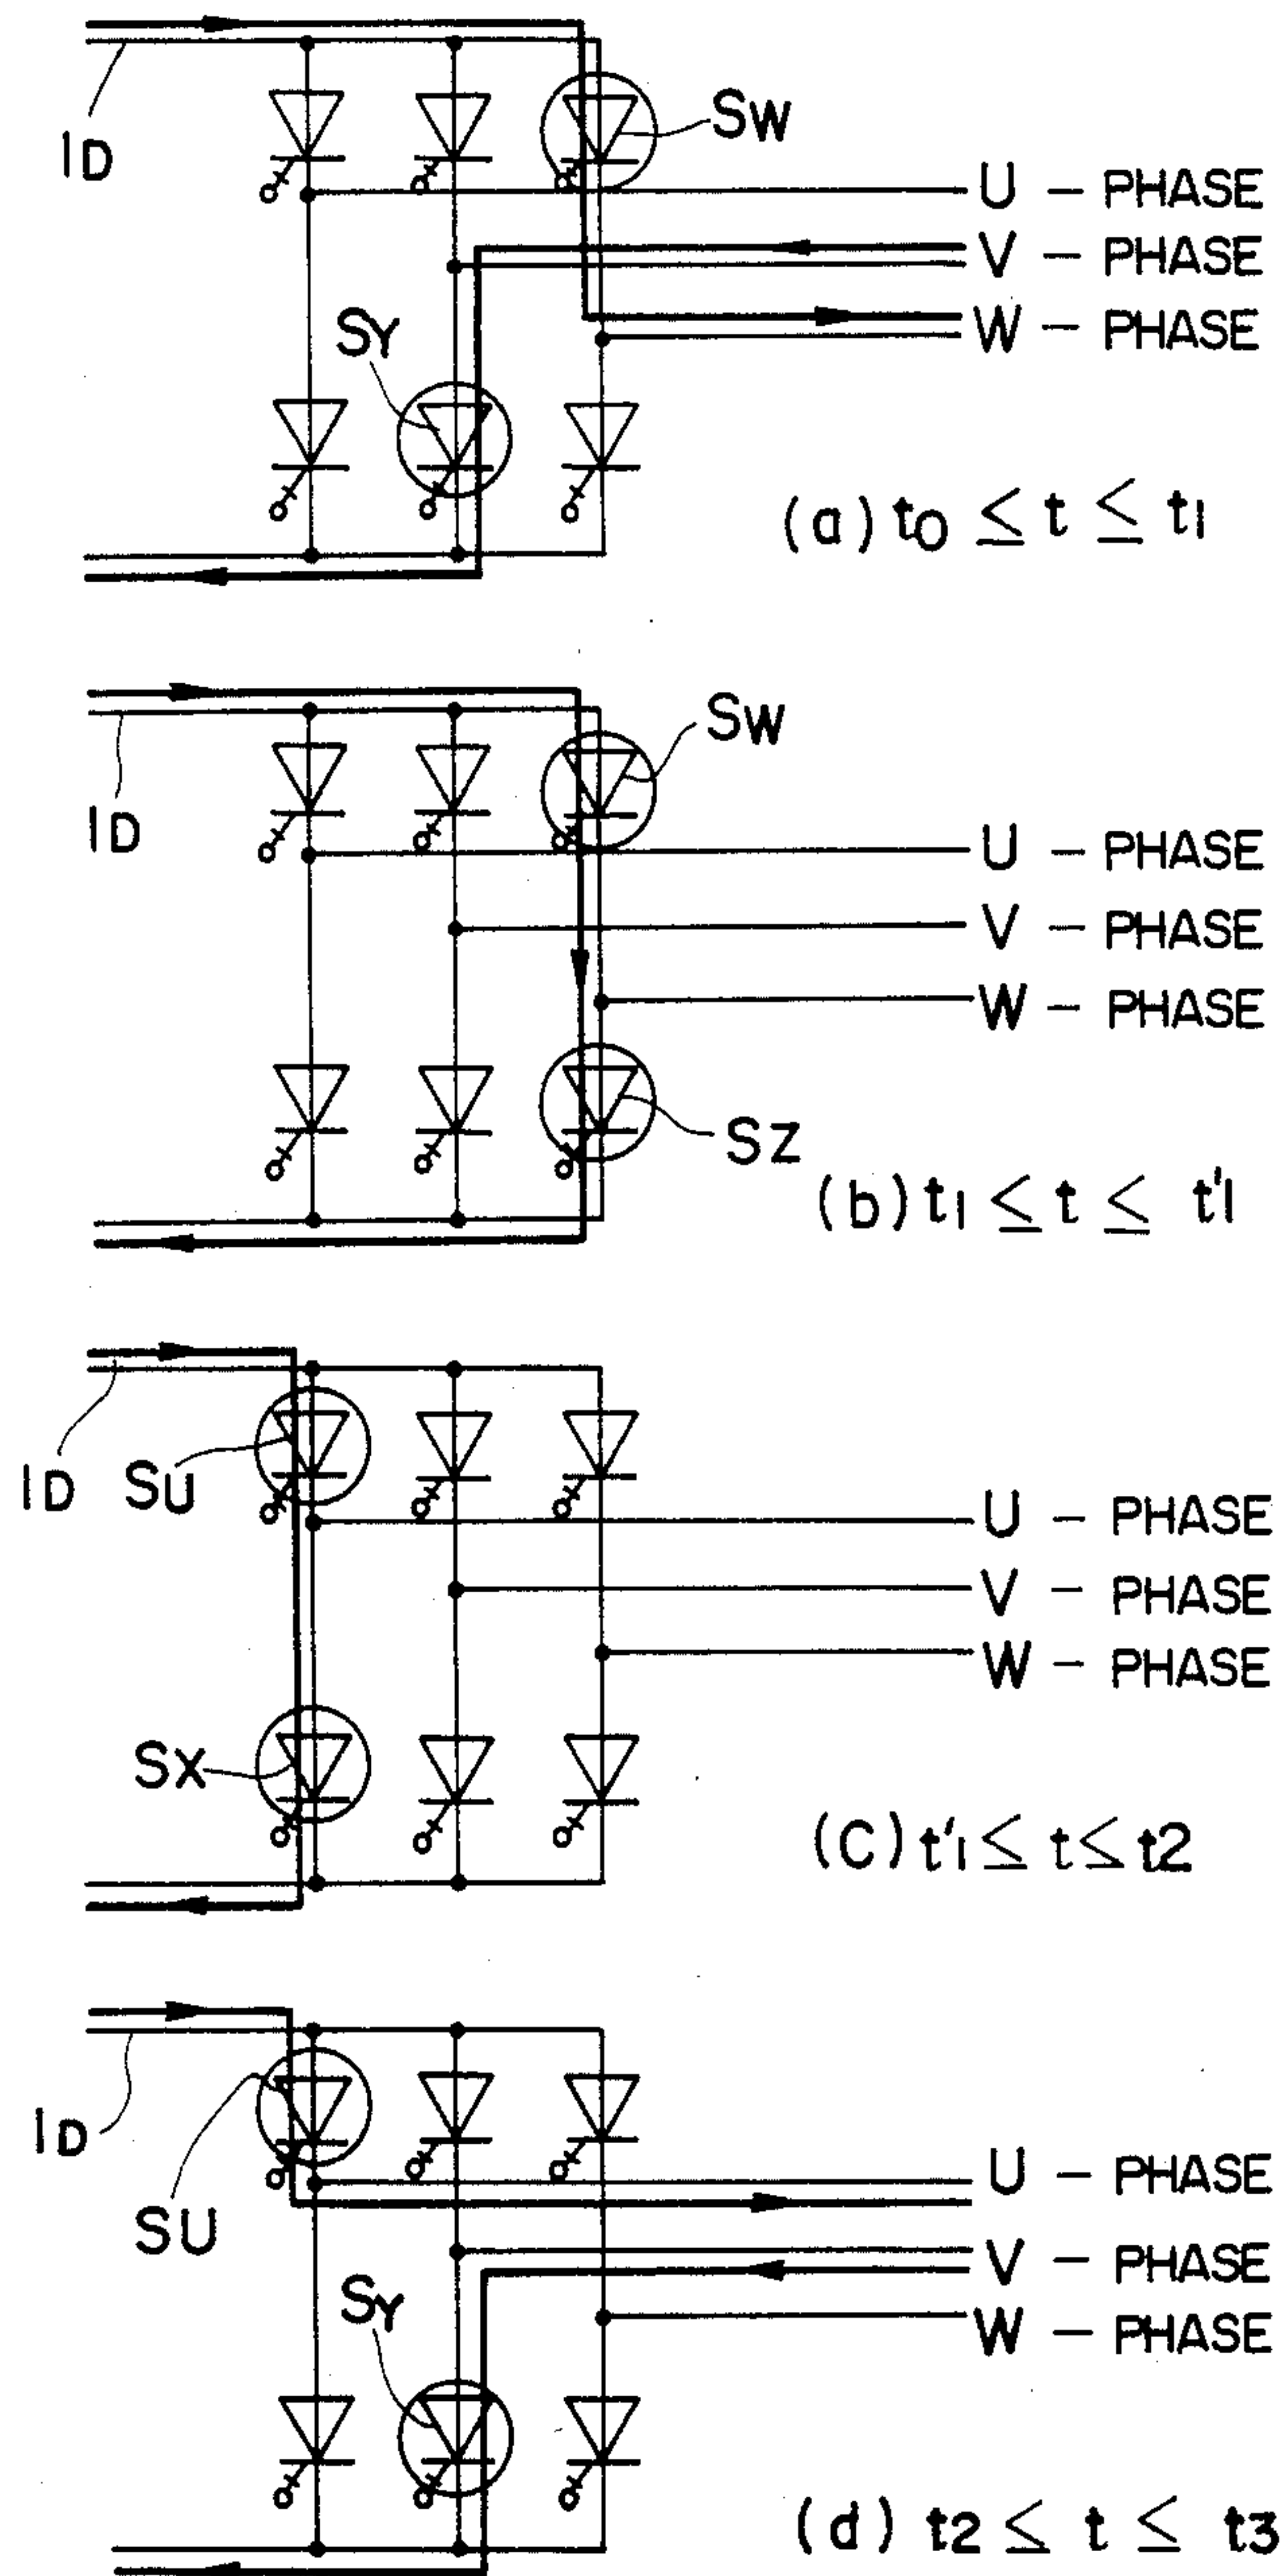 ID
SW
U - PHASE
V - PHASE
W - PHASE
SY
(a) t0 ≤ t ≤ t1
ID
SW
U - PHASE
V - PHASE
W - PHASE
SZ
(b) t1 ≤ t ≤ t'1
ID
SU
U - PHASE
V - PHASE
W - PHASE
SX
(C) t'1 ≤ t ≤ t2
ID
SU
U - PHASE
V - PHASE
W - PHASE
SY
(d) t2 ≤ t ≤ t3